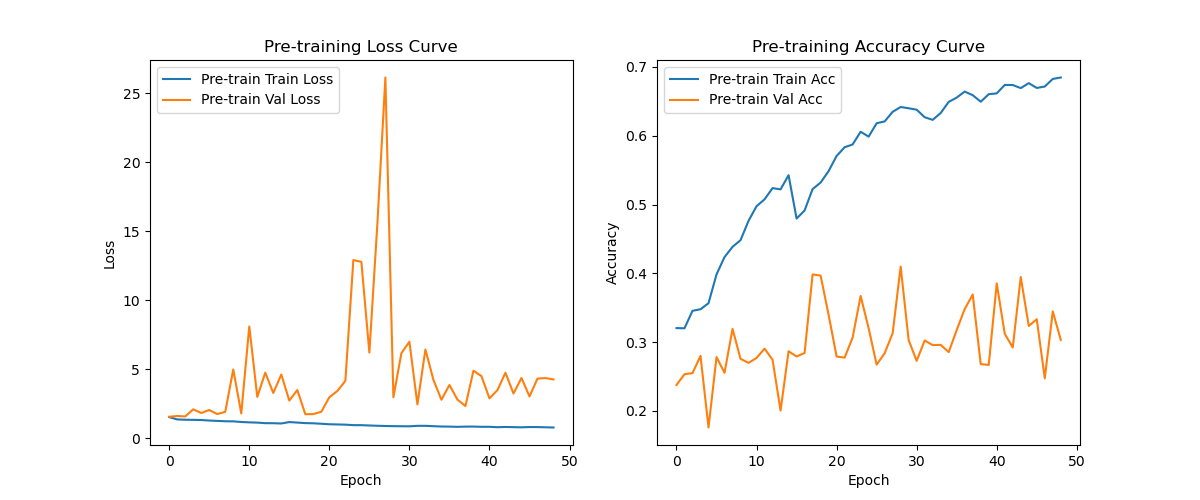 Pre-training Loss Curve
Pre-train Train Loss
Pre-train Val Loss
25
20
15
10
5
0
Loss
0 10 20 30 40 50
Epoch
Pre-training Accuracy Curve
Pre-train Train Acc
Pre-train Val Acc
0.7
0.6
0.5
0.4
0.3
0.2
Accuracy
0 10 20 30 40 50
Epoch